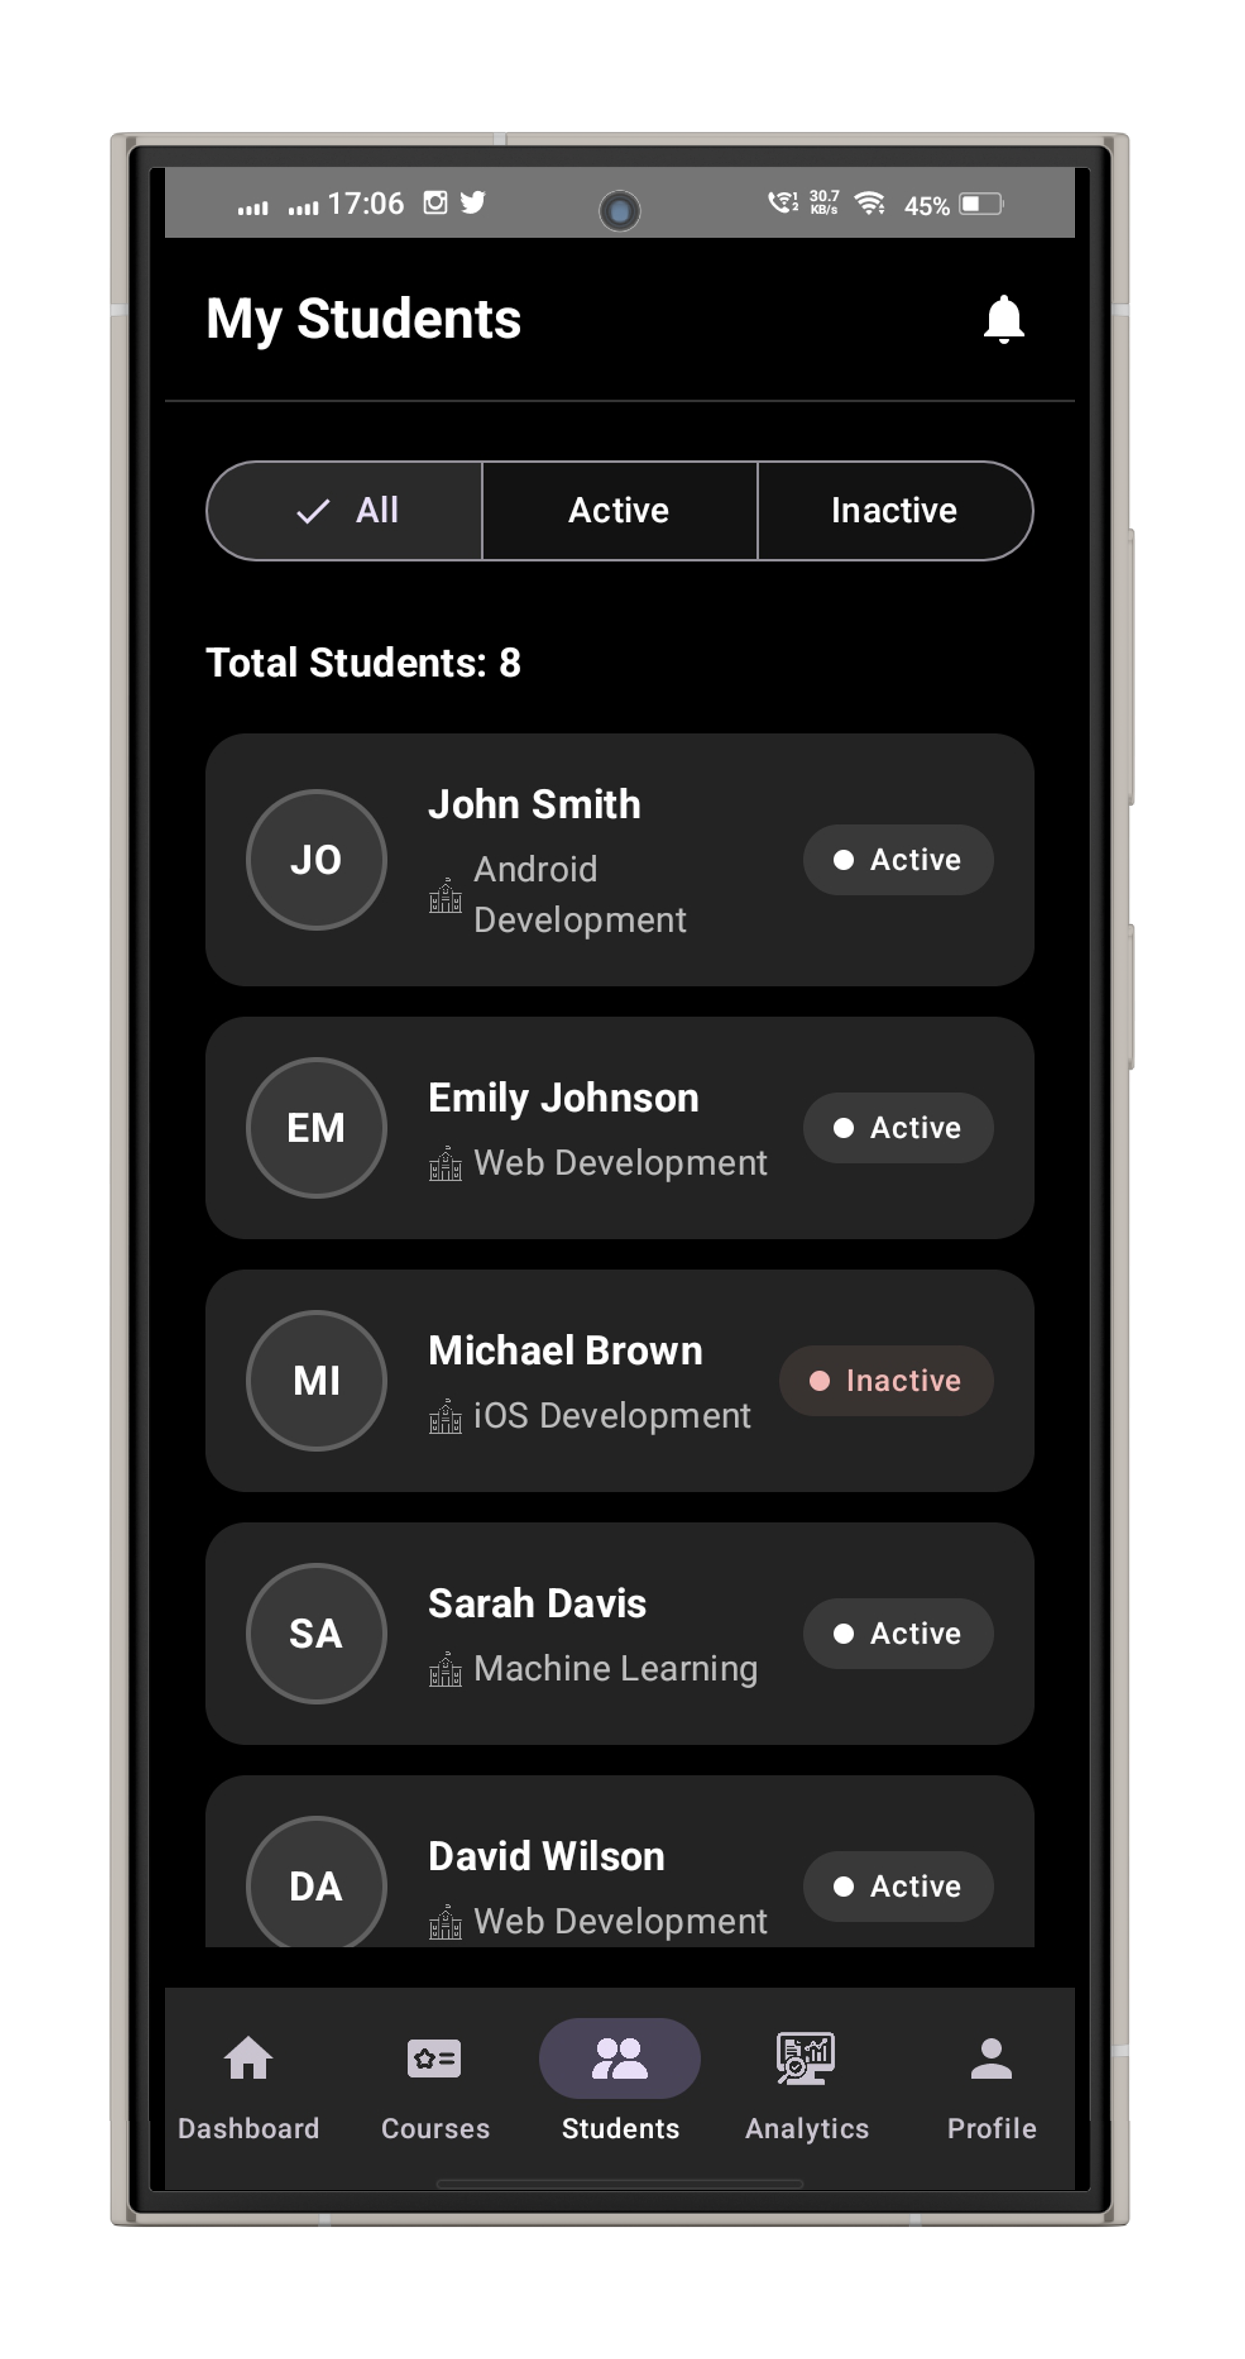 17:06 30.7 KB/s 45%
My Students
All Active Inactive
Total Students: 8
JO
John Smith
Android
Development
Active
EM
Emily Johnson
Web Development
Active
MI
Michael Brown
iOS Development
Inactive
SA
Sarah Davis
Machine Learning
Active
DA
David Wilson
Web Development
Active
Dashboard Courses Students Analytics Profile